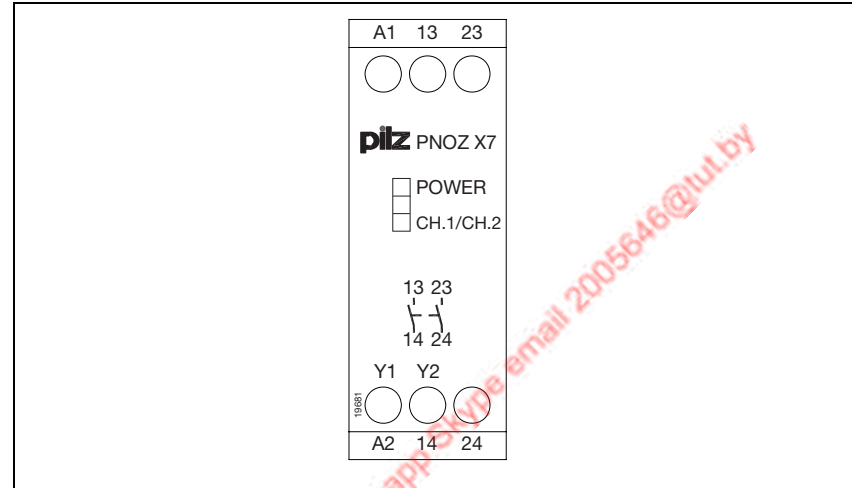 A1 13 23
pilz PNOZ X7
POWER
CH.1/CH.2
13 23
14 24
Y1 Y2
19681
A2 14 24
app Skype email 2005646@tut.by